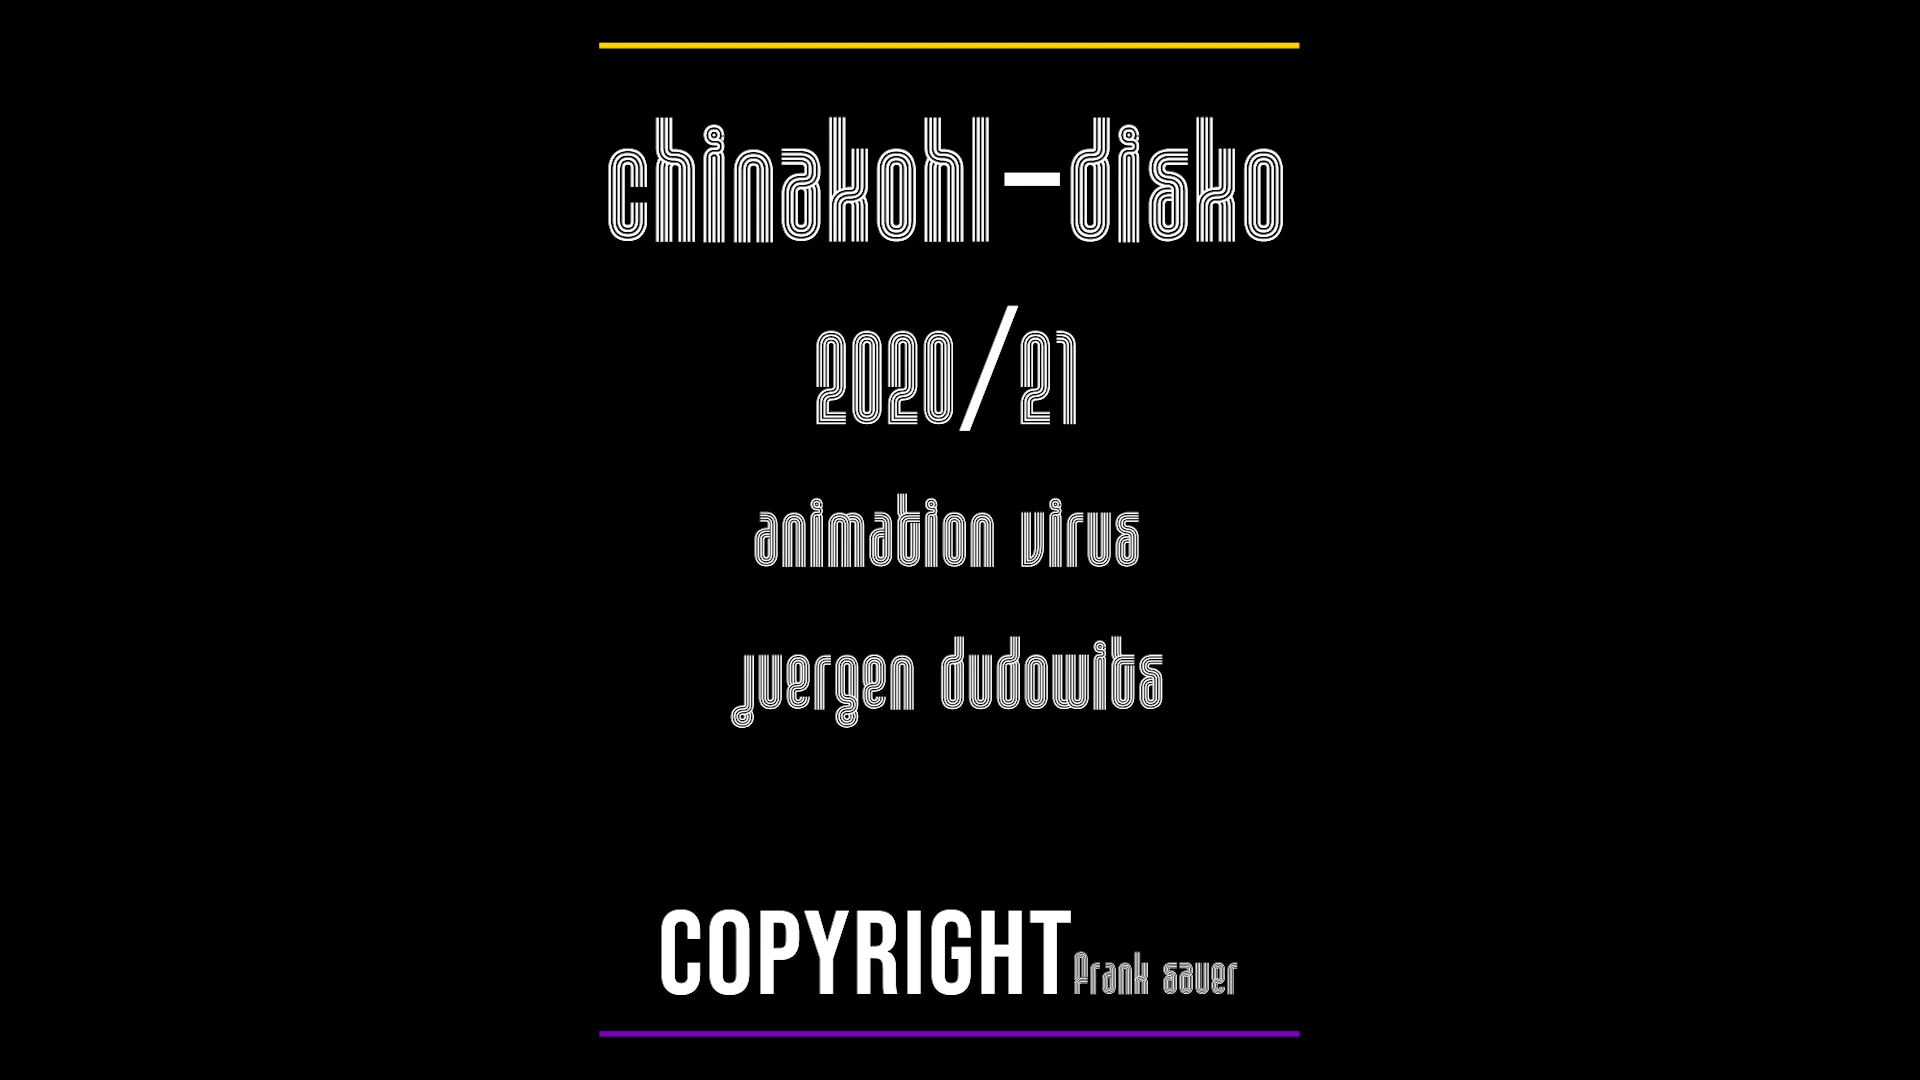 chinakohl-disko
2020/21
animation virus
juergen dudowits
COPYRIGHT frank sauer